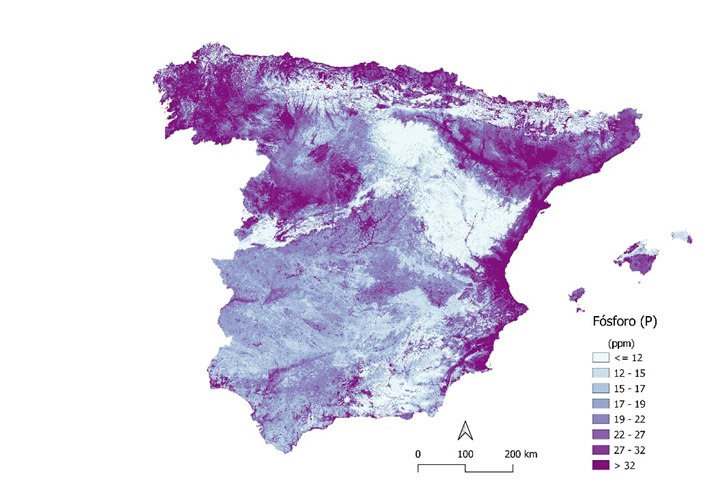 Fósforo (P)
(ppm)
<= 12
12 - 15
15 - 17
17 - 19
19 - 22
22 - 27
27 - 32
> 32
0 100 200 km